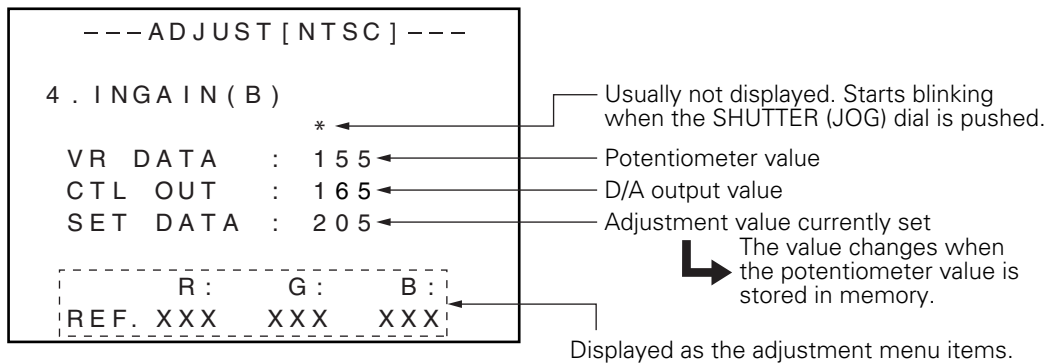 ---ADJUST[NTSC]---
4.INGAIN(B)
*
VR DATA : 155
CTL OUT : 165
SET DATA : 205
R: G: B:
REF. XXX XXX XXX
Usually not displayed. Starts blinking
when the SHUTTER (JOG) dial is pushed.
Potentiometer value
D/A output value
Adjustment value currently set
The value changes when
the potentiometer value is
stored in memory.
Displayed as the adjustment menu items.